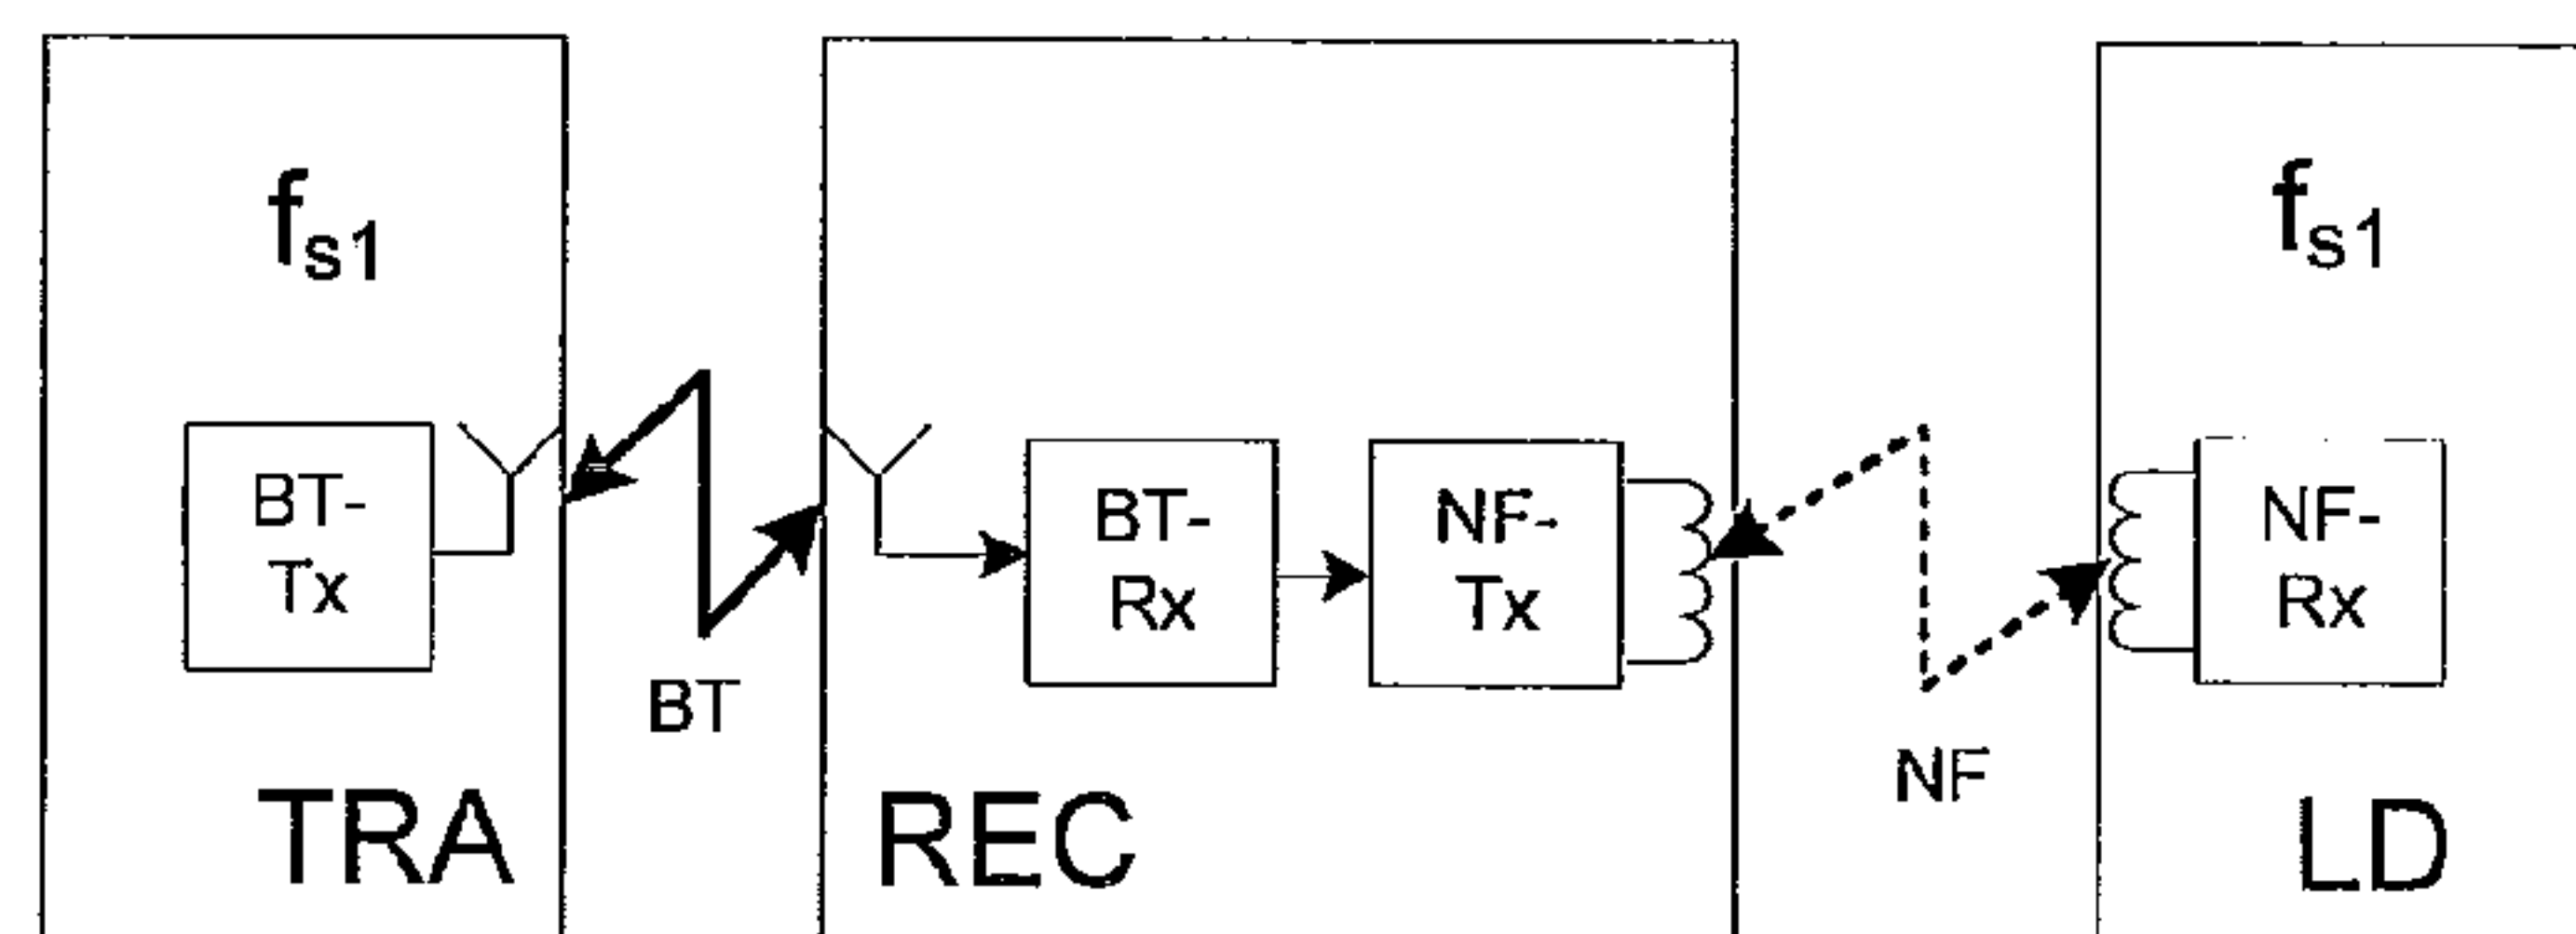 fs1
BT-
Tx
TRA
BT
BT-
Rx
NF-
Tx
REC
NF
fs1
NF-
Rx
LD